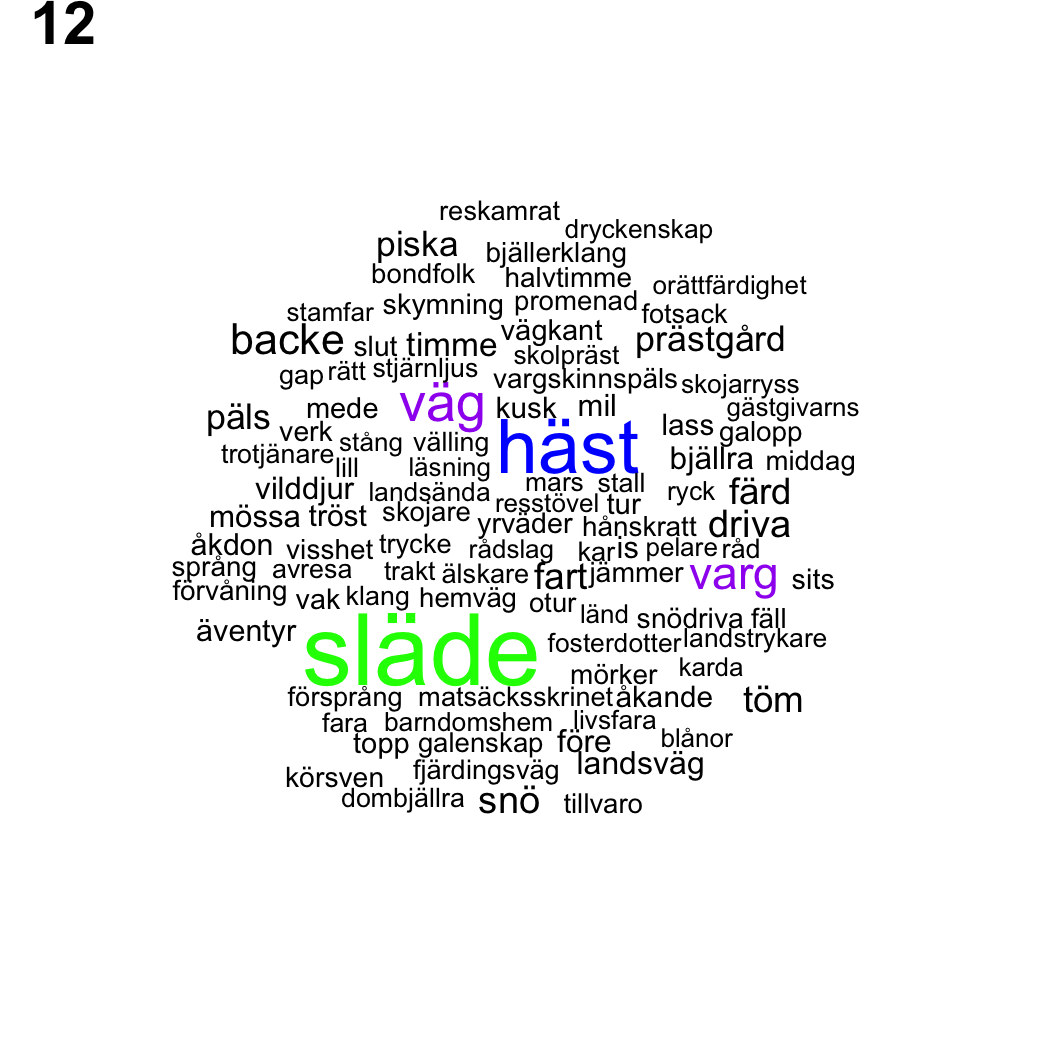 12
reskamrat
dryckenskap
piska bjällerklang
bondfolk halvtimme orättfärdighet
stamfar skymning promenad fotsack
backe slut timme vägkant prästgård
skolpräst
gap rätt stjärnljus vargskinnspäls skojarryss
päls mede väg kusk mil gästgivarns
verk stång välling häst lass galopp
trotjänare lill läsning bjällra middag
vilddjur landsända mars stall ryck färd
mössa tröst skojare resstövel tur
yrväder hånskratt driva
åkdon visshet trycke rådslag kar is pelare råd
språng avresa trakt älskare fart jämmer varg sits
förvåning vak klang hemväg otur länd snödriva fäll
äventyr släde fosterdotter landstrykare
mörker karda
försprång matsäcksskrinet åkande töm
fara barndomshem livsfara
topp galenskap före blånor
körsven fjärdingsväg landsväg
dombjällra snö tillvaro